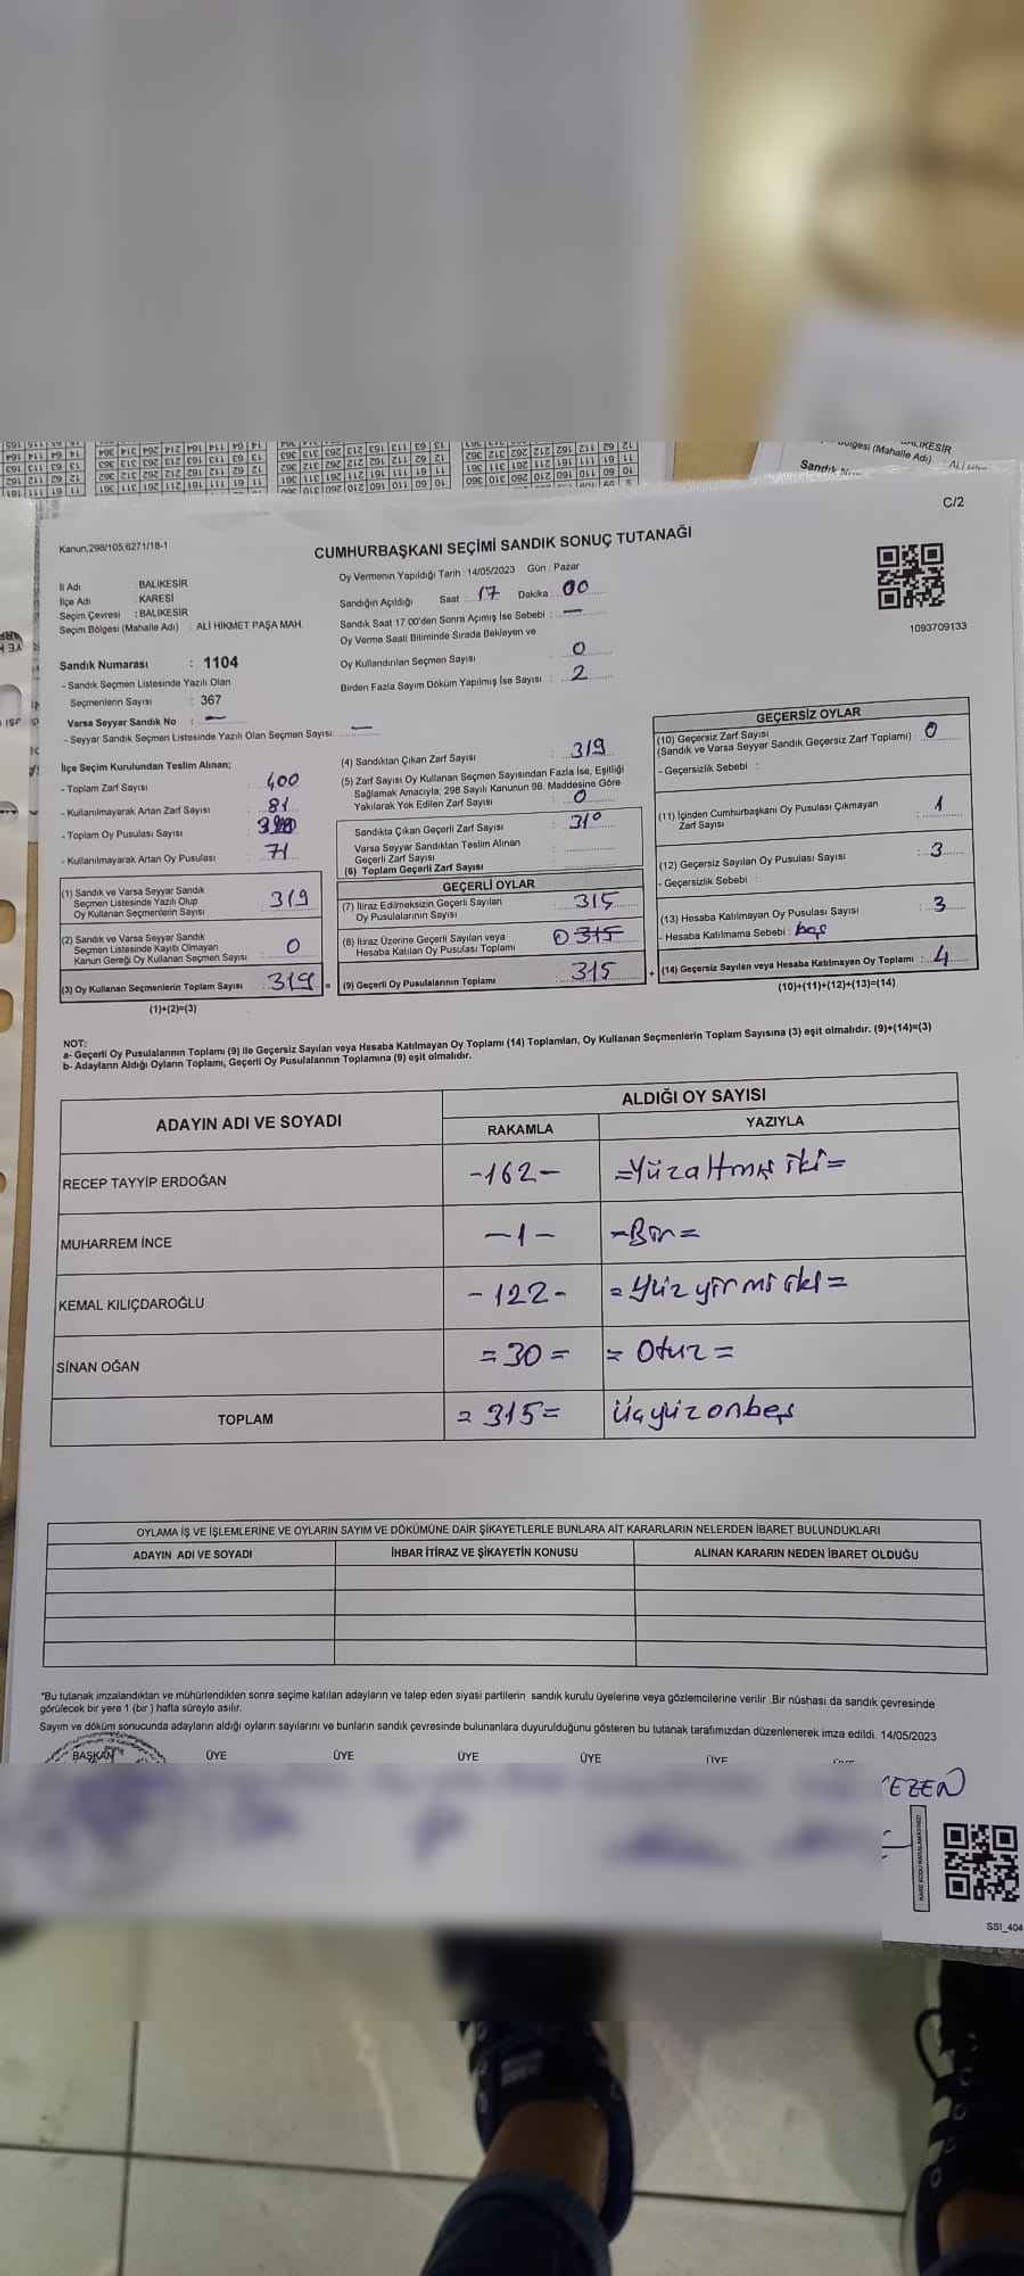 C/2
Kanun,298/105,6271/18-1
CUMHURBAŞKANI SEÇİMİ SANDIK SONUÇ TUTANAĞI
İl Adı BALIKESİR
İlçe Adı KARESİ
Seçim Çevresi : BALIKESİR
Seçim Bölgesi (Mahalle Adı) ALİ HİKMET PAŞA MAH.
Oy Vermenin Yapıldığı Tarih 14/05/2023 Gün : Pazar
Sandığın Açıldığı Saat 17 Dakika 00
Sandık Saat 17.00'den Sonra Açmış İse Sebebi : —
Oy Verme Saati Bitiminde Sırada Bekleyen ve
Oy Kullandırılan Seçmen Sayısı : 0
Birden Fazla Sayım Döküm Yapılmış İse Sayısı : 2
1093709133
Sandık Numarası : 1104
- Sandık Seçmen Listesinde Yazılı Olan
Seçmenlerin Sayısı : 367
Varsa Seyyar Sandık No : —
- Seyyar Sandık Seçmen Listesinde Yazılı Olan Seçmen Sayısı: —
İlçe Seçim Kurulundan Teslim Alınan;
- Toplam Zarf Sayısı : 400
- Kullanılmayarak Artan Zarf Sayısı : 81
- Toplam Oy Pusulası Sayısı :
- Kullanılmayarak Artan Oy Pusulası : 71
(1) Sandık ve Varsa Seyyar Sandık
Seçmen Listesinde Yazılı Olup
Oy Kullanan Seçmenlerin Sayısı : 319
(2) Sandık ve Varsa Seyyar Sandık
Seçmen Listesinde Kayıtlı Olmayan
Kanun Gereği Oy Kullanan Seçmen Sayısı : 0
(3) Oy Kullanan Seçmenlerin Toplam Sayısı : 319
(1)+(2)=(3)
(4) Sandıktan Çıkan Zarf Sayısı : 319
(5) Zarf Sayısı Oy Kullanan Seçmen Sayısından Fazla İse, Eşitliği
Sağlamak Amacıyla, 298 Sayılı Kanunun 98. Maddesine Göre
Yakılarak Yok Edilen Zarf Sayısı : 0
Sandıkta Çıkan Geçerli Zarf Sayısı :
Varsa Seyyar Sandıktan Teslim Alınan
Geçerli Zarf Sayısı :
(6) Toplam Geçerli Zarf Sayısı
GEÇERLİ OYLAR
(7) İtiraz Edilmeksizin Geçerli Sayılan
Oy Pusulalarının Sayısı : 315
(8) İtiraz Üzerine Geçerli Sayılan veya
Hesaba Katılan Oy Pusulaları Toplamı : 0 315
(9) Geçerli Oy Pusulalarının Toplamı : 315
GEÇERSİZ OYLAR
(10) Geçersiz Zarf Sayısı
(Sandık ve Varsa Seyyar Sandık Geçersiz Zarf Toplamı) : 0
- Geçersizlik Sebebi :
(11) İçinden Cumhurbaşkanı Oy Pusulası Çıkmayan
Zarf Sayısı : 1
(12) Geçersiz Sayılan Oy Pusulası Sayısı : 3
- Geçersizlik Sebebi :
(13) Hesaba Katılmayan Oy Pusulası Sayısı : 3
- Hesaba Katılmama Sebebi : boş
(14) Geçersiz Sayılan veya Hesaba Katılmayan Oy Toplamı : 4
(10)+(11)+(12)+(13)=(14)
NOT:
a- Geçerli Oy Pusulalarının Toplamı (9) ile Geçersiz Sayılan veya Hesaba Katılmayan Oy Toplamı (14) Toplamları, Oy Kullanan Seçmenlerin Toplam Sayısına (3) eşit olmalıdır. (9)+(14)=(3)
b- Adayların Aldığı Oyların Toplamı, Geçerli Oy Pusulalarının Toplamına (9) eşit olmalıdır.
ADAYIN ADI VE SOYADI
ALDIĞI OY SAYISI
RAKAMLA YAZIYLA
RECEP TAYYİP ERDOĞAN -162- =Yüzaltmış iki=
MUHARREM İNCE -1- -Bir=
KEMAL KILIÇDAROĞLU -122- =Yüz yirmi iki=
SİNAN OĞAN =30= = Otuz =
TOPLAM =315= Üçyüzonbeş
OYLAMA İŞ VE İŞLEMLERİNE VE OYLARIN SAYIM VE DÖKÜMÜNE DAİR ŞİKAYETLERLE BUNLARA AİT KARARLARIN NELERDEN İBARET BULUNDUKLARI
ADAYIN ADI VE SOYADI İHBAR İTİRAZ VE ŞİKAYETİN KONUSU ALINAN KARARIN NEDEN İBARET OLDUĞU
*Bu tutanak imzalandıktan ve mühürlendikten sonra seçime katılan adayların ve talep eden siyasi partilerin sandık kurulu üyelerine veya gözlemcilerine verilir. Bir nüshası da sandık çevresinde
görülecek bir yere 1 (bir) hafta süreyle asılır.
Sayım ve döküm sonucunda adayların aldığı oyların sayılarını ve bunların sandık çevresinde bulunanlara duyurulduğunu gösteren bu tutanak tarafımızdan düzenlenerek imza edildi. 14/05/2023
BAŞKAN ÜYE ÜYE ÜYE ÜYE ÜYE
SSI_404